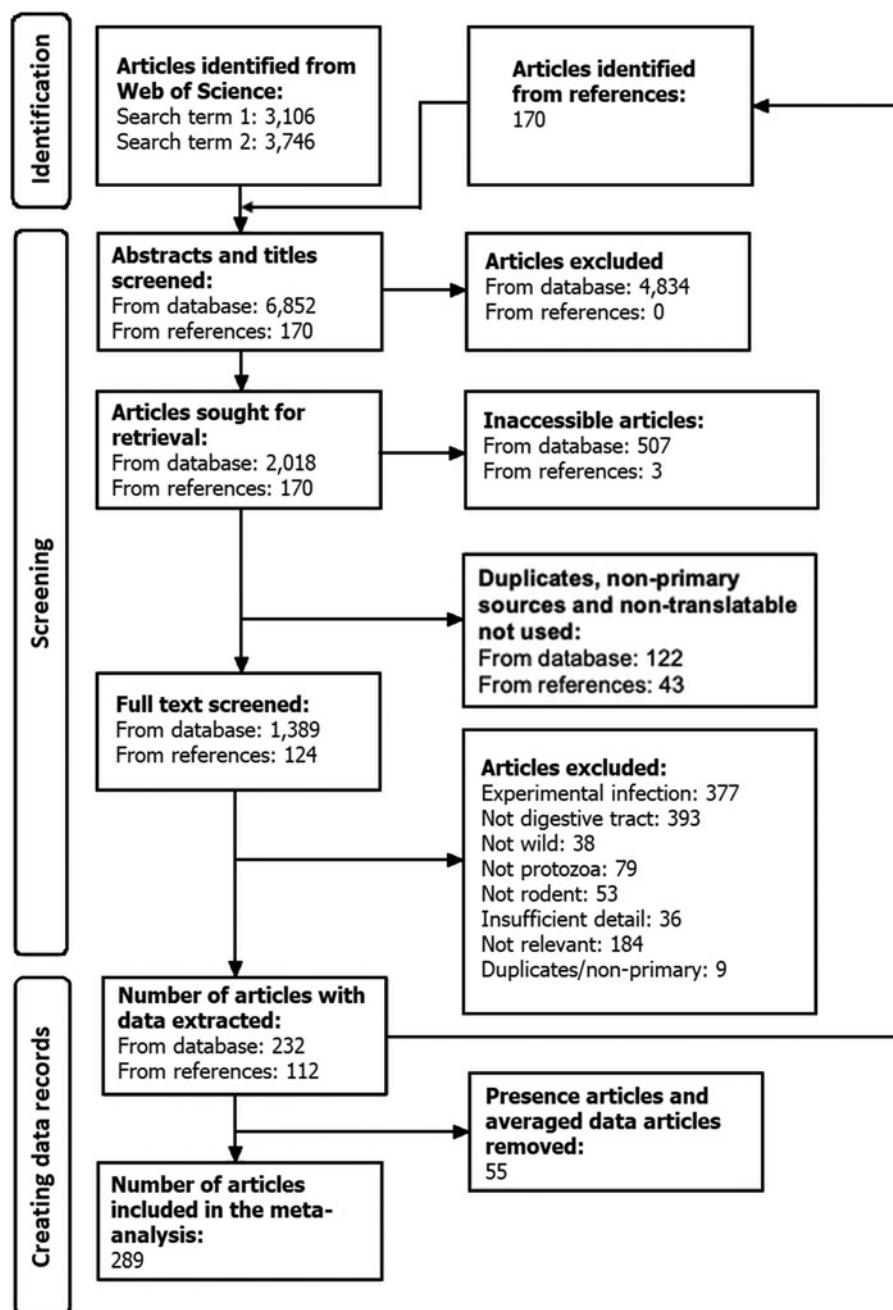 Identification
Articles identified from
Web of Science:
Search term 1: 3,106
Search term 2: 3,746
Articles identified
from references:
170
Screening
Abstracts and titles
screened:
From database: 6,852
From references: 170
Articles excluded
From database: 4,834
From references: 0
Articles sought for
retrieval:
From database: 2,018
From references: 170
Inaccessible articles:
From database: 507
From references: 3
Duplicates, non-primary
sources and non-translatable
not used:
From database: 122
From references: 43
Full text screened:
From database: 1,389
From references: 124
Articles excluded:
Experimental infection: 377
Not digestive tract: 393
Not wild: 38
Not protozoa: 79
Not rodent: 53
Insufficient detail: 36
Not relevant: 184
Duplicates/non-primary: 9
Creating data records
Number of articles with
data extracted:
From database: 232
From references: 112
Presence articles and
averaged data articles
removed:
55
Number of articles
included in the meta-
analysis:
289